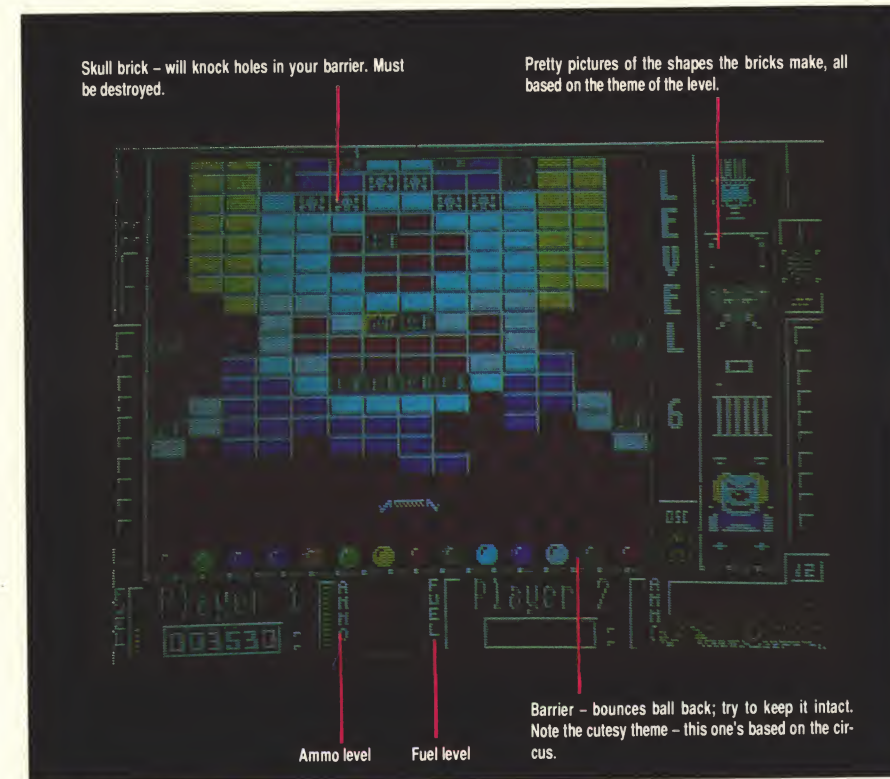 Skull brick – will knock holes in your barrier. Must
be destroyed.
Pretty pictures of the shapes the bricks make, all
based on the theme of the level.
LEVEL 6
Player 1
AMMO
FUEL
Player 2
003530
Barrier – bounces ball back; try to keep it intact.
Note the cutesy theme – this one's based on the cir-
cus.
Ammo level
Fuel level